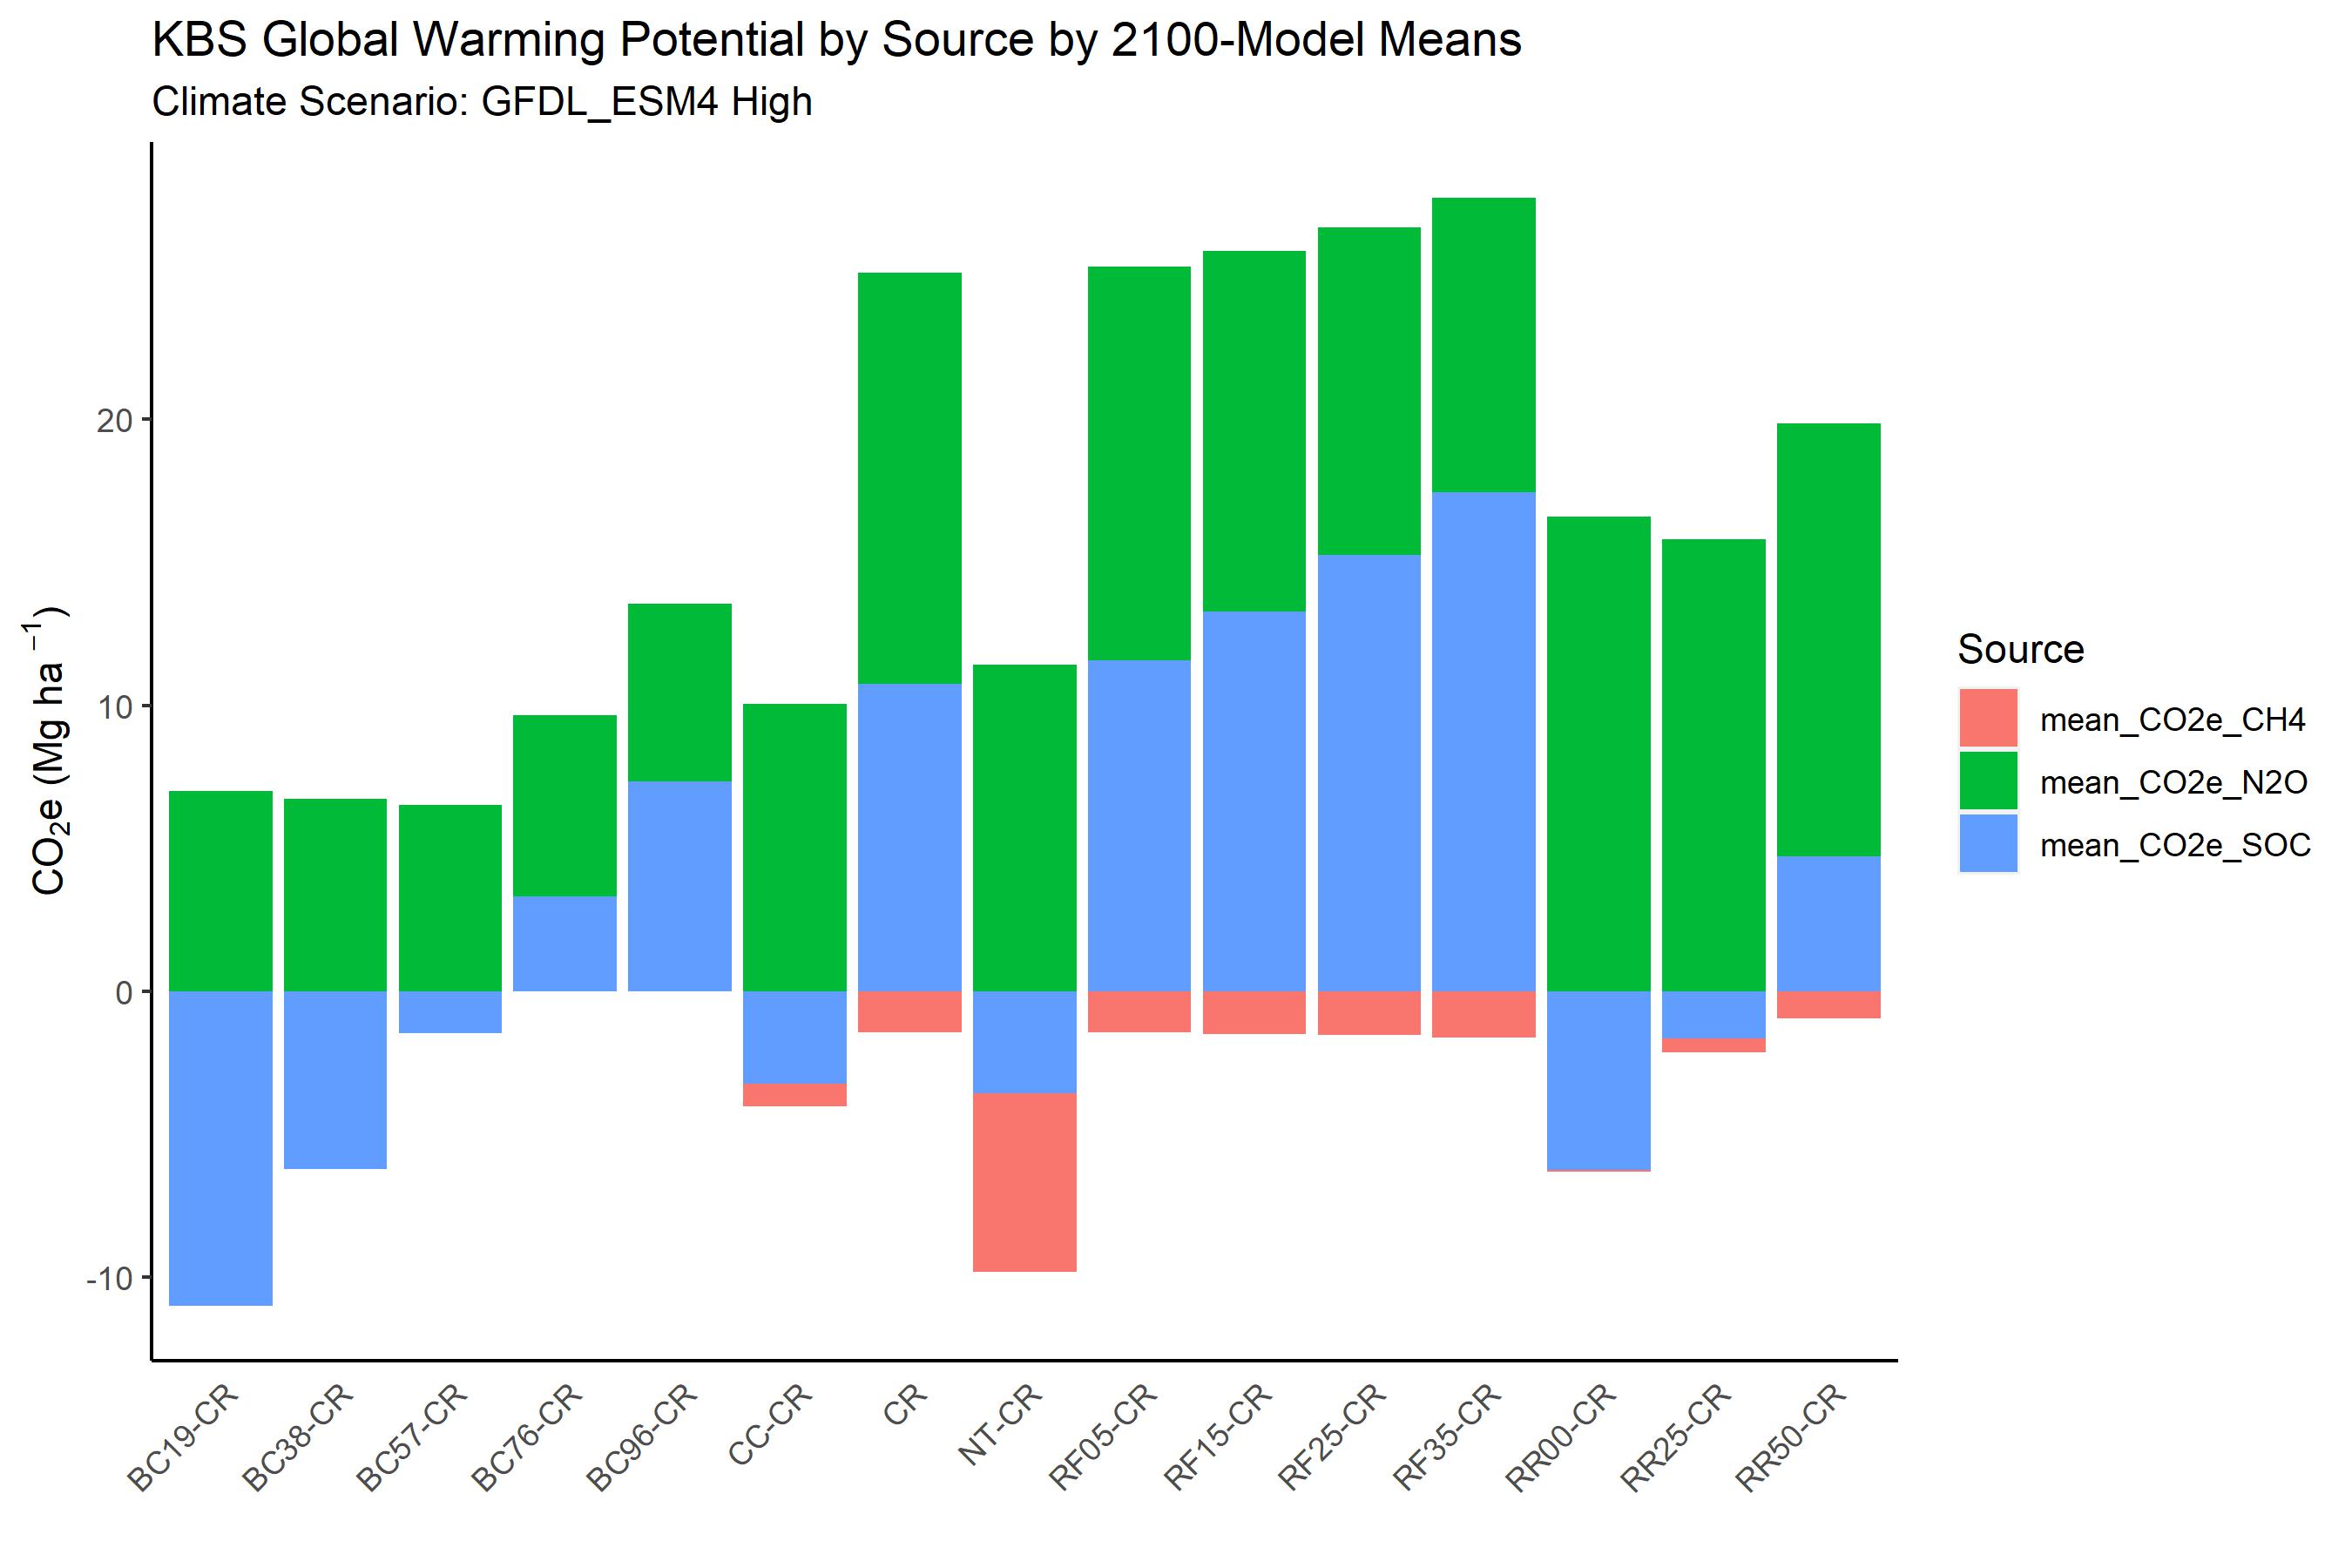 KBS Global Warming Potential by Source by 2100-Model Means
Climate Scenario: GFDL_ESM4 High
CO₂e (Mg ha ⁻¹)
20
10
0
-10
BC19-CR
BC38-CR
BC57-CR
BC76-CR
BC96-CR
CC-CR
CR
NT-CR
RF05-CR
RF15-CR
RF25-CR
RF35-CR
RR00-CR
RR25-CR
RR50-CR
Source
mean_CO2e_CH4
mean_CO2e_N2O
mean_CO2e_SOC